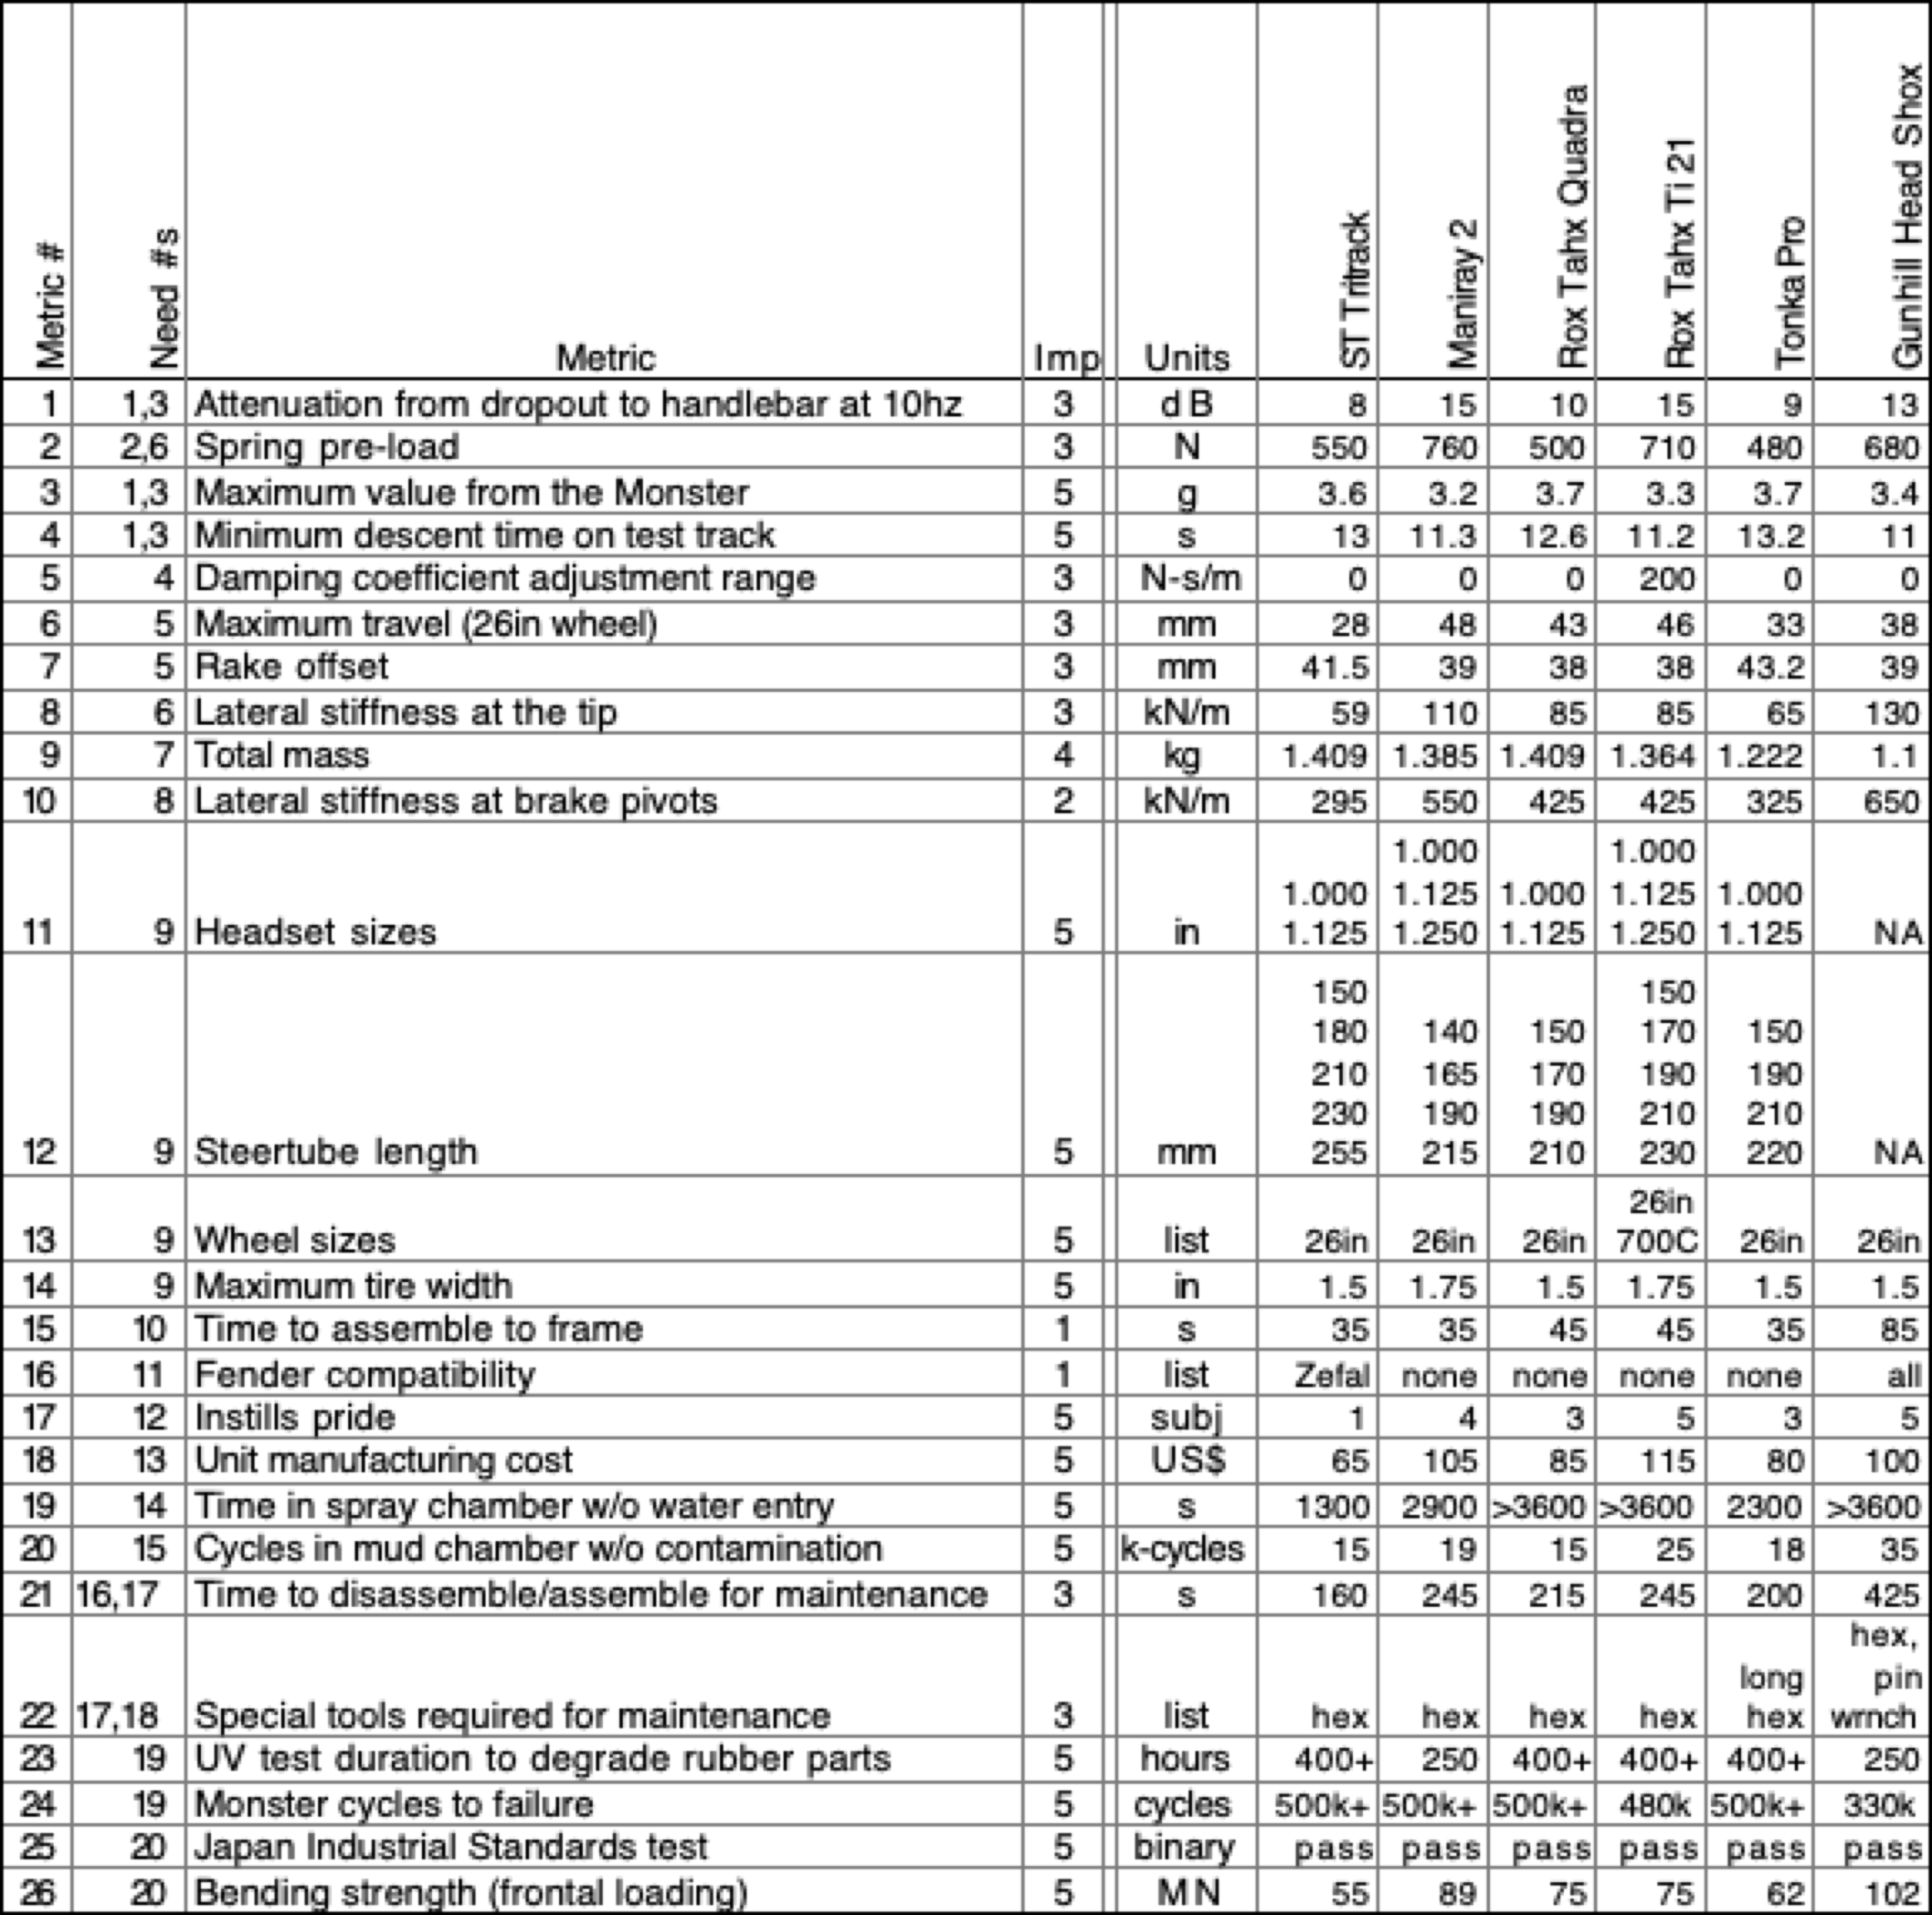 Metric # Need #s Metric Imp Units ST Tritrack Maniray 2 Rox Tahx Quadra Rox Tahx Ti 21 Tonka Pro Gunhill Head Shox
1 1,3 Attenuation from dropout to handlebar at 10hz 3 dB 8 15 10 15 9 13
2 2,6 Spring pre-load 3 N 550 760 500 710 480 680
3 1,3 Maximum value from the Monster 5 g 3.6 3.2 3.7 3.3 3.7 3.4
4 1,3 Minimum descent time on test track 5 s 13 11.3 12.6 11.2 13.2 11
5 4 Damping coefficient adjustment range 3 N-s/m 0 0 0 200 0 0
6 5 Maximum travel (26in wheel) 3 mm 28 48 43 46 33 38
7 5 Rake offset 3 mm 41.5 39 38 38 43.2 39
8 6 Lateral stiffness at the tip 3 kN/m 59 110 85 85 65 130
9 7 Total mass 4 kg 1.409 1.385 1.409 1.364 1.222 1.1
10 8 Lateral stiffness at brake pivots 2 kN/m 295 550 425 425 325 650
1.000 1.000
1.000 1.125 1.000 1.125 1.000
11 9 Headset sizes 5 in 1.125 1.250 1.125 1.250 1.125 NA
150 150
180 140 150 170 150
210 165 170 190 190
230 190 190 210 210
12 9 Steertube length 5 mm 255 215 210 230 220 NA
26in
13 9 Wheel sizes 5 list 26in 26in 26in 700C 26in 26in
14 9 Maximum tire width 5 in 1.5 1.75 1.5 1.75 1.5 1.5
15 10 Time to assemble to frame 1 s 35 35 45 45 35 85
16 11 Fender compatibility 1 list Zefal none none none none all
17 12 Instills pride 5 subj 1 4 3 5 3 5
18 13 Unit manufacturing cost 5 US$ 65 105 85 115 80 100
19 14 Time in spray chamber w/o water entry 5 s 1300 2900 >3600 >3600 2300 >3600
20 15 Cycles in mud chamber w/o contamination 5 k-cycles 15 19 15 25 18 35
21 16,17 Time to disassemble/assemble for maintenance 3 s 160 245 215 245 200 425
hex,
long pin
22 17,18 Special tools required for maintenance 3 list hex hex hex hex hex wrnch
23 19 UV test duration to degrade rubber parts 5 hours 400+ 250 400+ 400+ 400+ 250
24 19 Monster cycles to failure 5 cycles 500k+ 500k+ 500k+ 480k 500k+ 330k
25 20 Japan Industrial Standards test 5 binary pass pass pass pass pass pass
26 20 Bending strength (frontal loading) 5 MN 55 89 75 75 62 102